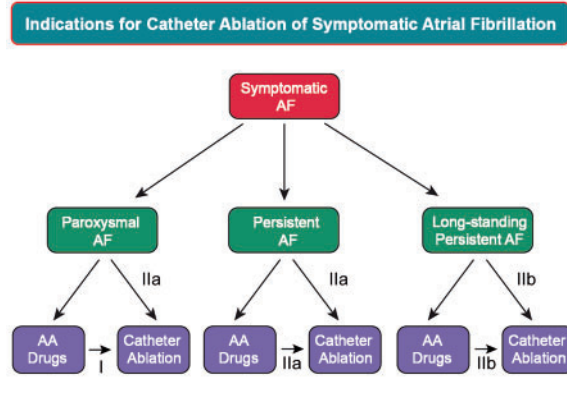 Indications for Catheter Ablation of Symptomatic Atrial Fibrillation
Symptomatic
AF
Paroxysmal
AF
Persistent
AF
Long-standing
Persistent AF
IIa
IIa
IIb
AA
Drugs
I
Catheter
Ablation
AA
Drugs
IIa
Catheter
Ablation
AA
Drugs
IIb
Catheter
Ablation